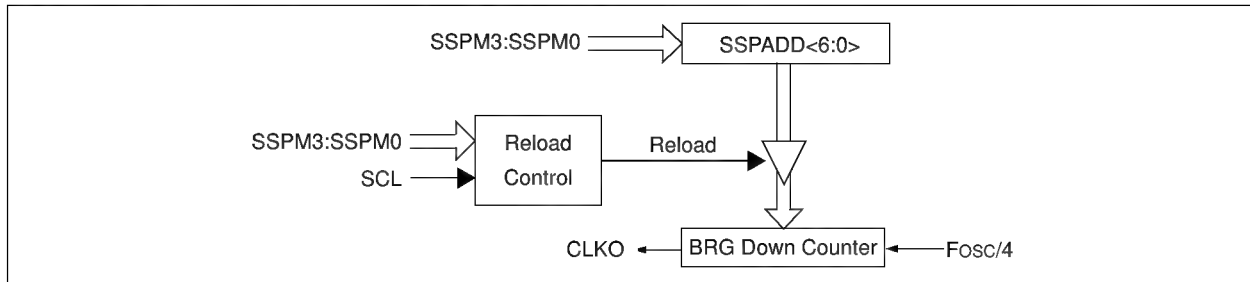 SSPM3:SSPM0
SSPADD<6:0>
SSPM3:SSPM0
SCL
Reload
Control
Reload
CLKO
BRG Down Counter
FOSC/4